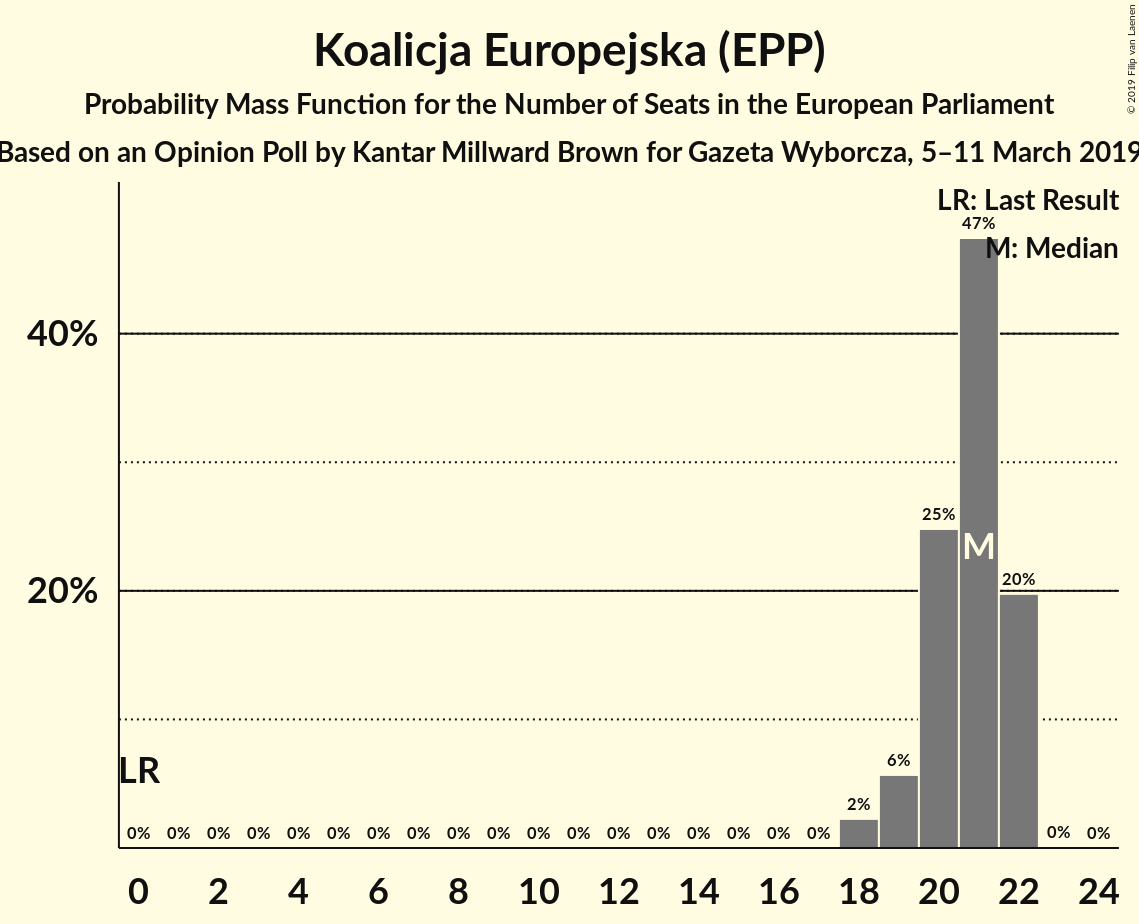 Koalicja Europejska (EPP)
Probability Mass Function for the Number of Seats in the European Parliament
Based on an Opinion Poll by Kantar Millward Brown for Gazeta Wyborcza, 5–11 March 2019
© 2019 Filip van Laenen
LR: Last Result
M: Median
47%
40%
25%
M
20%
20%
6%
LR
2%
0% 0% 0% 0% 0% 0% 0% 0% 0% 0% 0% 0% 0% 0% 0% 0% 0% 0% 0% 0%
0 2 4 6 8 10 12 14 16 18 20 22 24